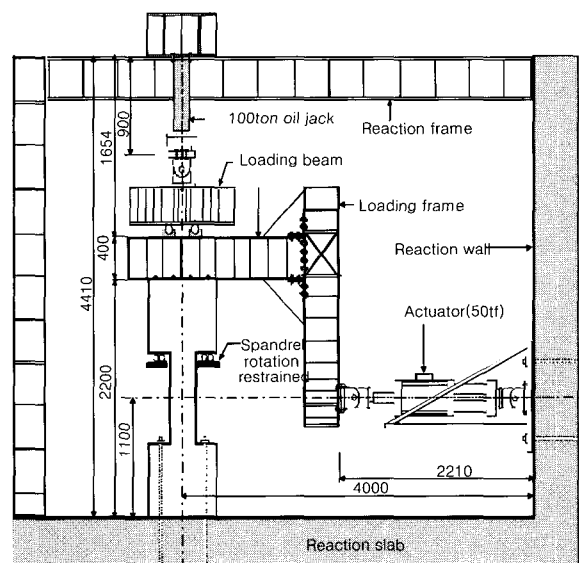 100ton oil jack
900
Reaction frame
1654
Loading beam
Loading frame
400
Reaction wall
4410
Actuator(50tf)
Spandrel
rotation
restrained
2200
1100
2210
4000
Reaction slab